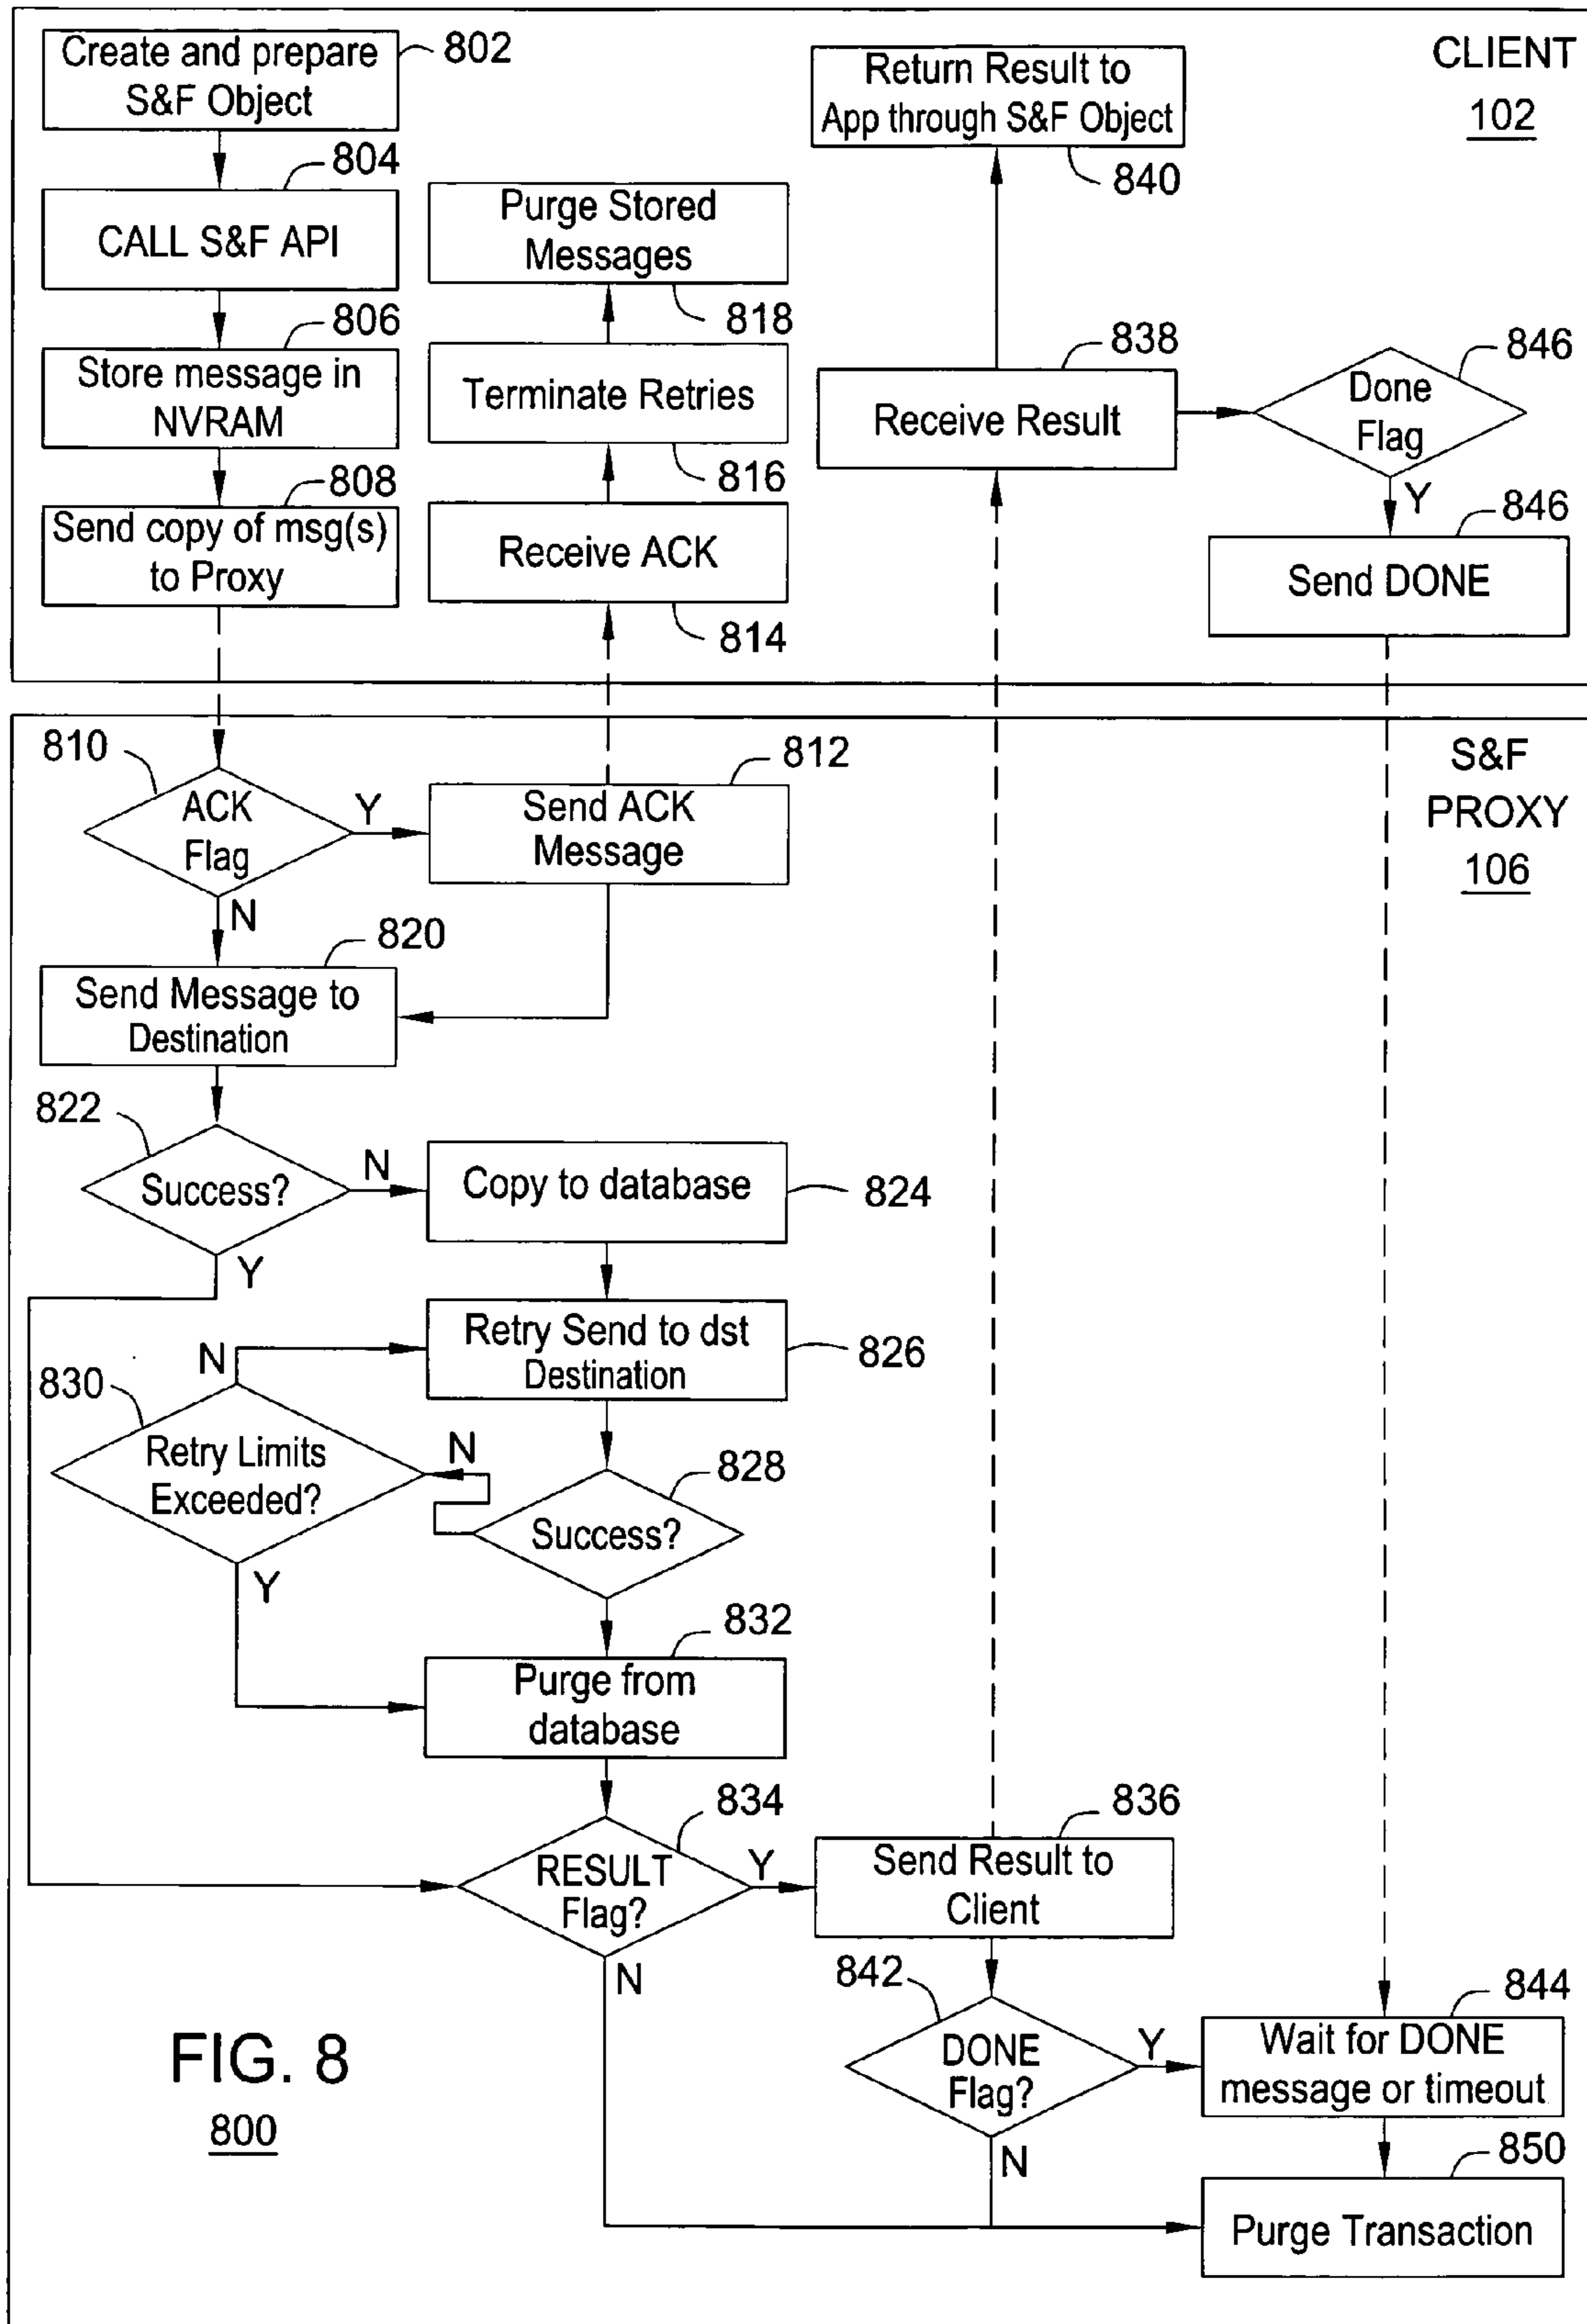 Create and prepare
S&F Object
802
Return Result to
App through S&F Object
840
CLIENT
102
804
CALL S&F API
Purge Stored
Messages
818
806
Store message in
NVRAM
Terminate Retries
816
838
Receive Result
846
Done
Flag
Y
808
Send copy of msg(s)
to Proxy
Receive ACK
814
846
Send DONE
S&F
PROXY
106
810
ACK
Flag
Y
N
812
Send ACK
Message
820
Send Message to
Destination
822
Success?
N
Y
Copy to database
824
Retry Send to dst
Destination
826
N
830
Retry Limits
Exceeded?
N
Y
828
Success?
832
Purge from
database
834
RESULT
Flag?
Y
N
836
Send Result to
Client
842
DONE
Flag?
Y
N
844
Wait for DONE
message or timeout
850
Purge Transaction
FIG. 8
800